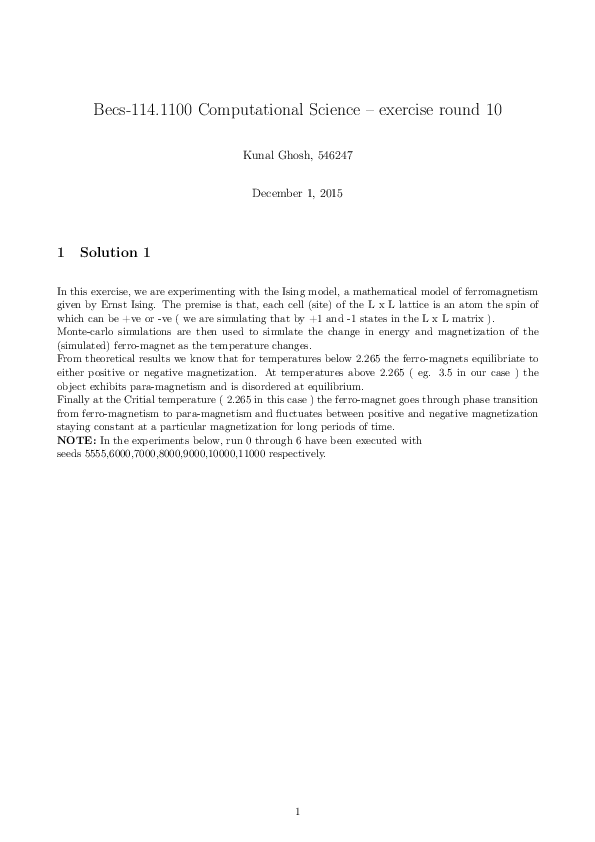 Becs-114.1100 Computational Science – exercise round 10
Kunal Ghosh, 546247
December 1, 2015
1 Solution 1
In this exercise, we are experimenting with the Ising model, a mathematical model of ferromagnetism
given by Ernst Ising. The premise is that, each cell (site) of the L x L lattice is an atom the spin of
which can be +ve or -ve ( we are simulating that by +1 and -1 states in the L x L matrix ).
Monte-carlo simulations are then used to simulate the change in energy and magnetization of the
(simulated) ferro-magnet as the temperature changes.
From theoretical results we know that for temperatures below 2.265 the ferro-magnets equilibriate to
either positive or negative magnetization. At temperatures above 2.265 ( eg. 3.5 in our case ) the
object exhibits para-magnetism and is disordered at equilibrium.
Finally at the Critial temperature ( 2.265 in this case ) the ferro-magnet goes through phase transition
from ferro-magnetism to para-magnetism and fluctuates between positive and negative magnetization
staying constant at a particular magnetization for long periods of time.
NOTE: In the experiments below, run 0 through 6 have been executed with
seeds 5555,6000,7000,8000,9000,10000,11000 respectively.
1